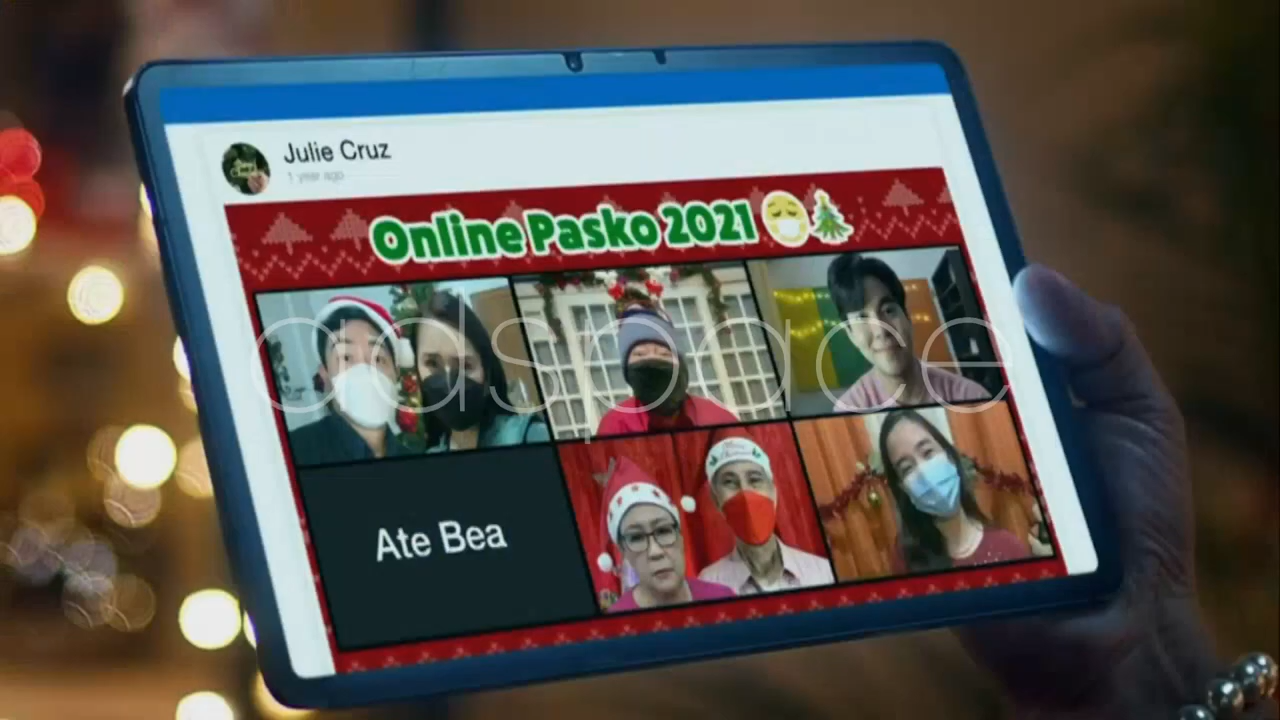 Julie Cruz
1 year ago
Online Pasko 2021
adspace
Ate Bea